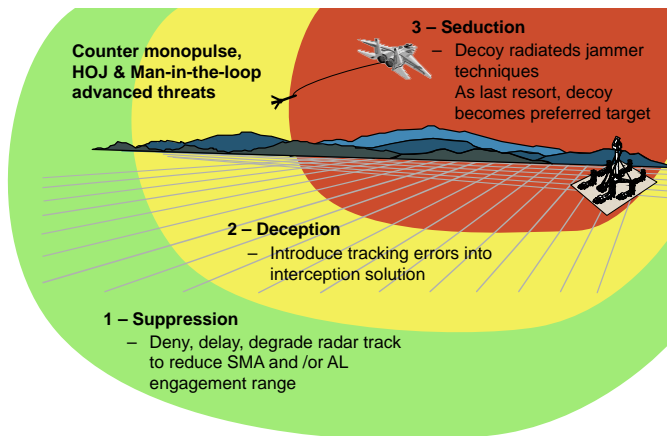 Counter monopulse,
HOJ & Man-in-the-loop
advanced threats
3 – Seduction
– Decoy radiateds jammer
techniques
As last resort, decoy
becomes preferred target
2 – Deception
– Introduce tracking errors into
interception solution
1 – Suppression
– Deny, delay, degrade radar track
to reduce SMA and /or AL
engagement range